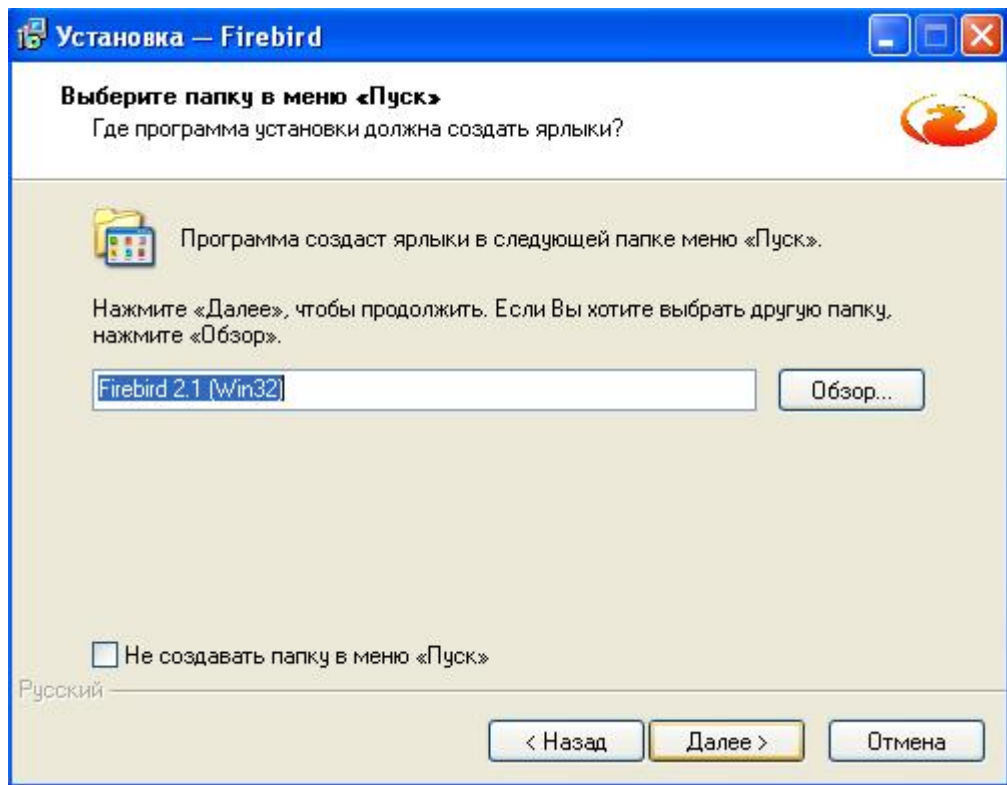 Установка — Firebird
Выберите папку в меню «Пуск»
Где программа установки должна создать ярлыки?
Программа создаст ярлыки в следующей папке меню «Пуск».
Нажмите «Далее», чтобы продолжить. Если Вы хотите выбрать другую папку,
нажмите «Обзор».
Firebird 2.1 (Win32)
Обзор...
Не создавать папку в меню «Пуск»
Русский
< Назад
Далее >
Отмена